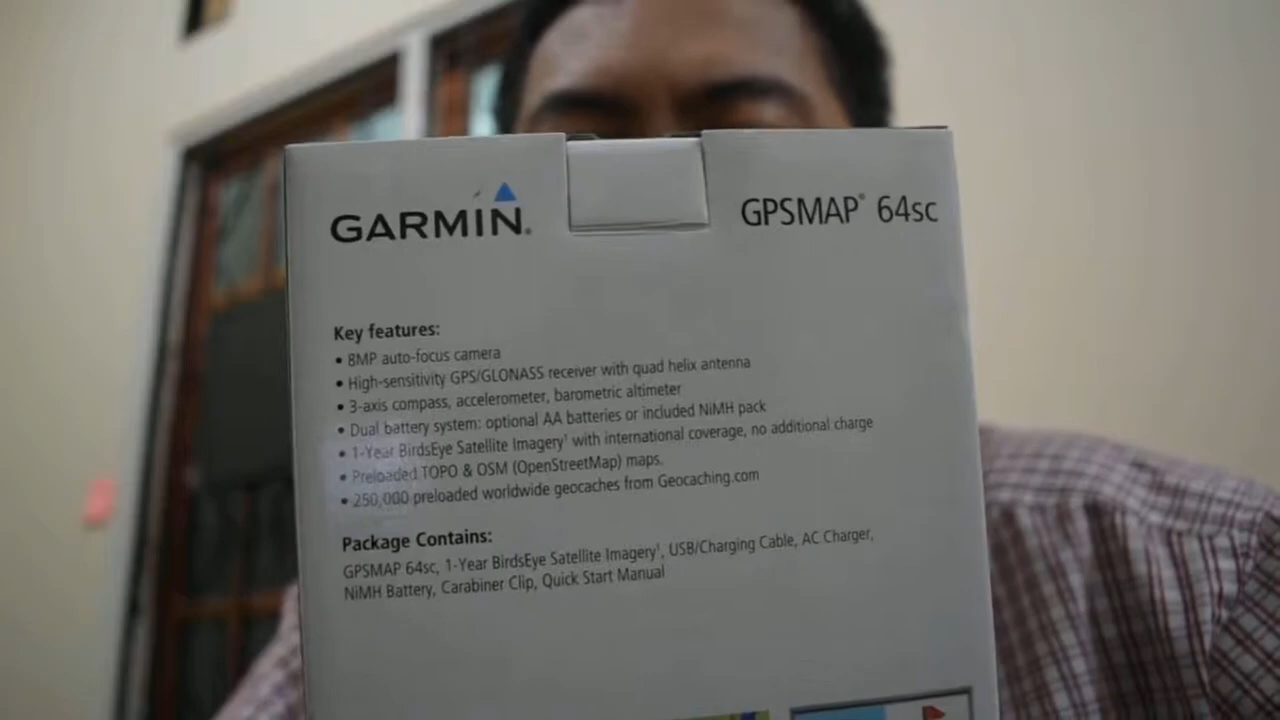 GARMIN.
GPSMAP® 64sc
Key features:
• 8MP auto-focus camera
• High-sensitivity GPS/GLONASS receiver with quad helix antenna
• 3-axis compass, accelerometer, barometric altimeter
• Dual battery system: optional AA batteries or included NiMH pack
• 1-Year BirdsEye Satellite Imagery¹ with international coverage, no additional charge
• Preloaded TOPO & OSM (OpenStreetMap) maps.
• 250,000 preloaded worldwide geocaches from Geocaching.com
Package Contains:
GPSMAP 64sc, 1-Year BirdsEye Satellite Imagery¹, USB/Charging Cable, AC Charger,
NiMH Battery, Carabiner Clip, Quick Start Manual